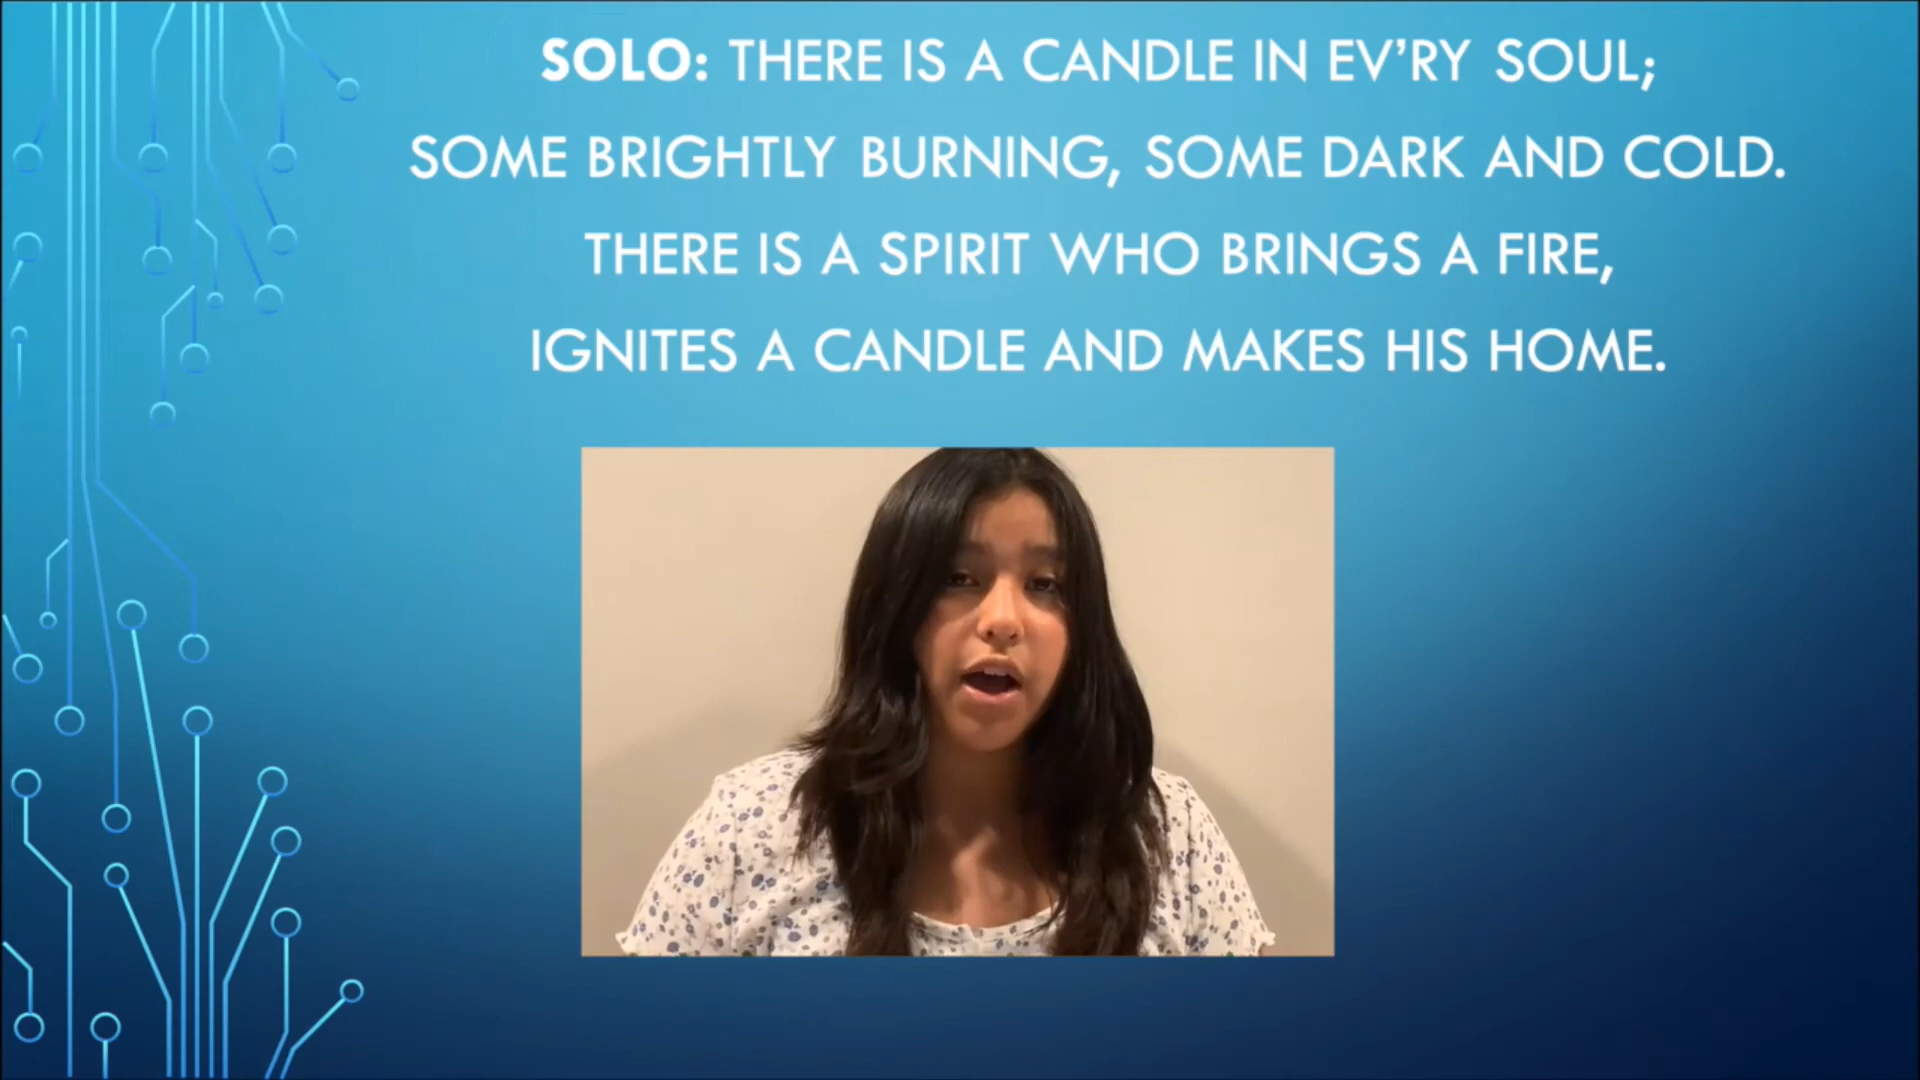 SOLO: THERE IS A CANDLE IN EV’RY SOUL;
SOME BRIGHTLY BURNING, SOME DARK AND COLD.
THERE IS A SPIRIT WHO BRINGS A FIRE,
IGNITES A CANDLE AND MAKES HIS HOME.